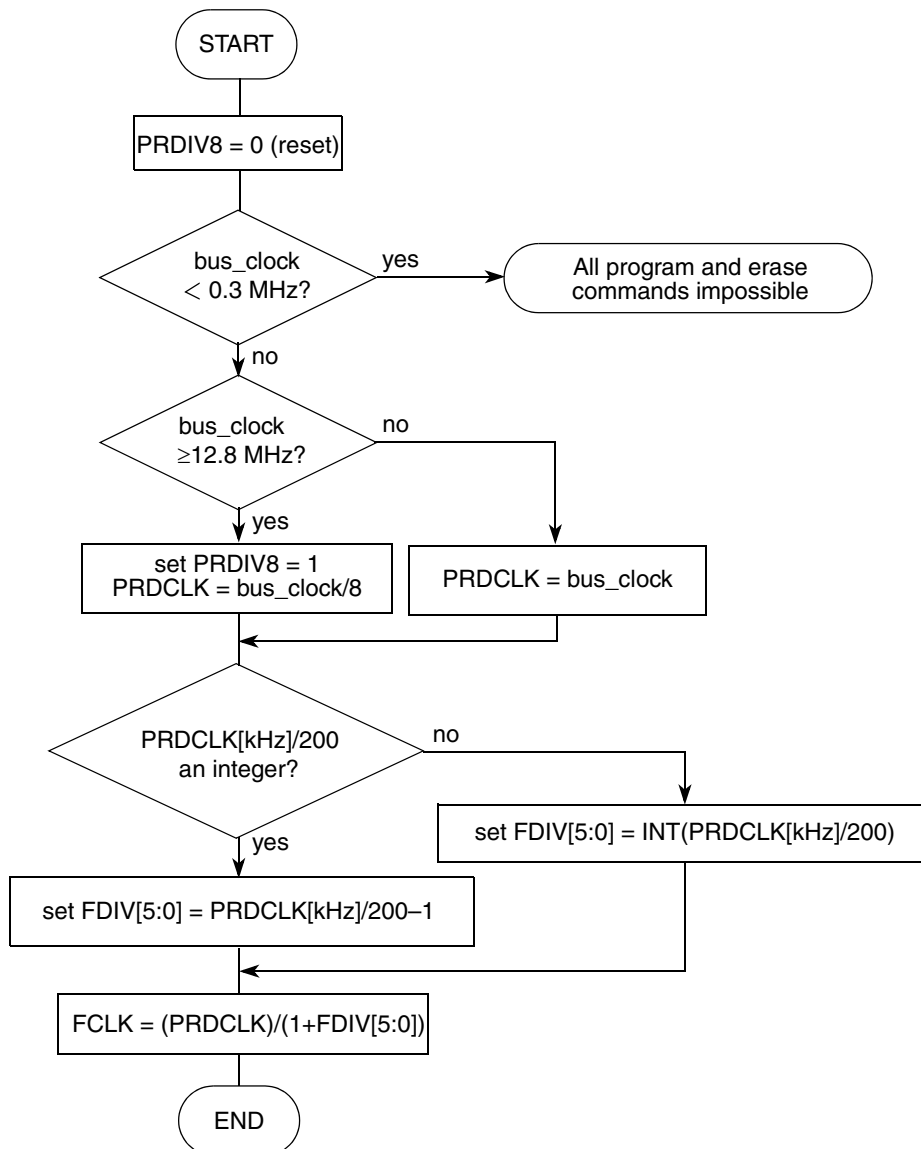 START
PRDIV8 = 0 (reset)
bus_clock
< 0.3 MHz?
yes
All program and erase
commands impossible
no
bus_clock
≥12.8 MHz?
no
yes
set PRDIV8 = 1
PRDCLK = bus_clock/8
PRDCLK = bus_clock
PRDCLK[kHz]/200
an integer?
no
set FDIV[5:0] = INT(PRDCLK[kHz]/200)
yes
set FDIV[5:0] = PRDCLK[kHz]/200–1
FCLK = (PRDCLK)/(1+FDIV[5:0])
END